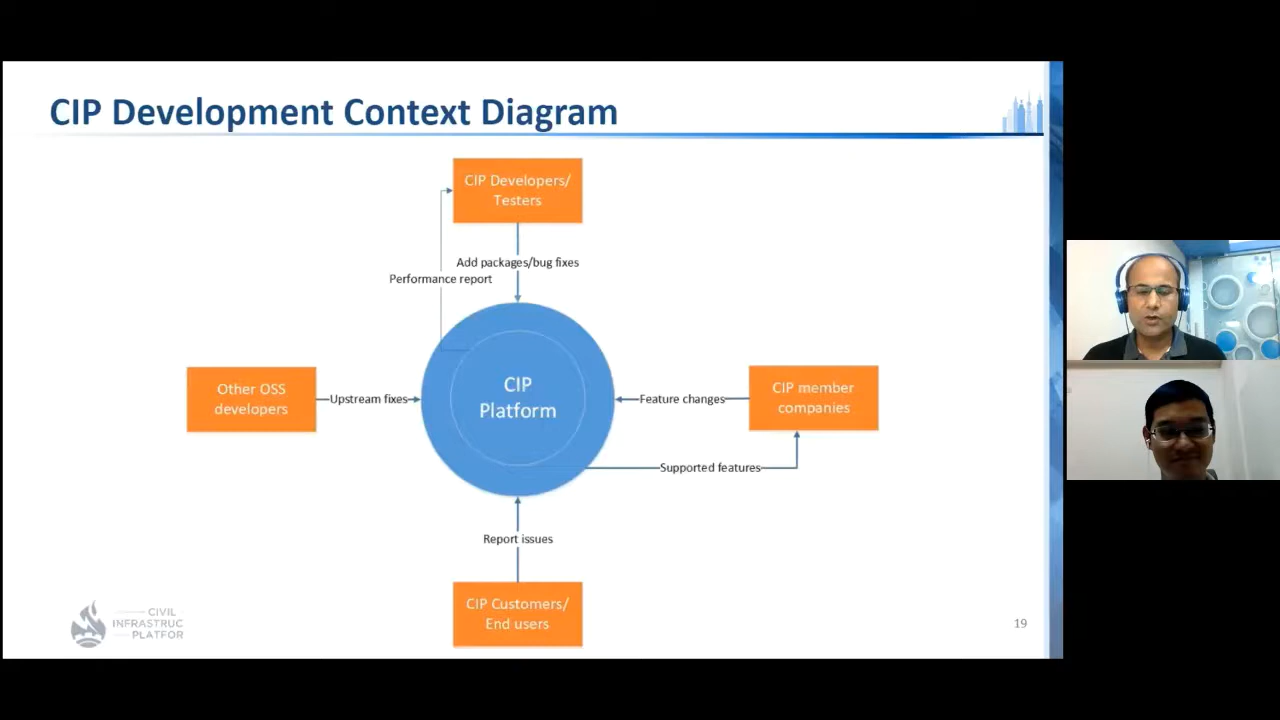 CIP Development Context Diagram
CIP Developers/
Testers
Add packages/bug fixes
Performance report
Other OSS
developers
Upstream fixes
CIP
Platform
Feature changes
CIP member
companies
Supported features
Report issues
CIP Customers/
End users
CIVIL
INFRASTRUC
PLATFOR
19